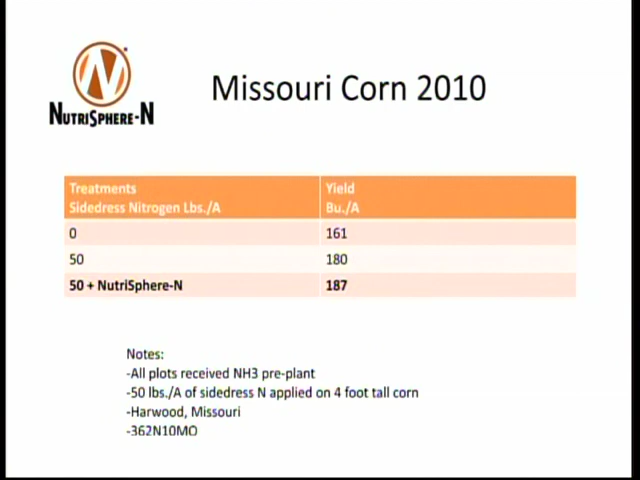 NUTRISPHERE-N
Missouri Corn 2010
Treatments
Sidedress Nitrogen Lbs./A
Yield
Bu./A
0 161
50 180
50 + NutriSphere-N 187
Notes:
-All plots received NH3 pre-plant
-50 lbs./A of sidedress N applied on 4 foot tall corn
-Harwood, Missouri
-362N10MO